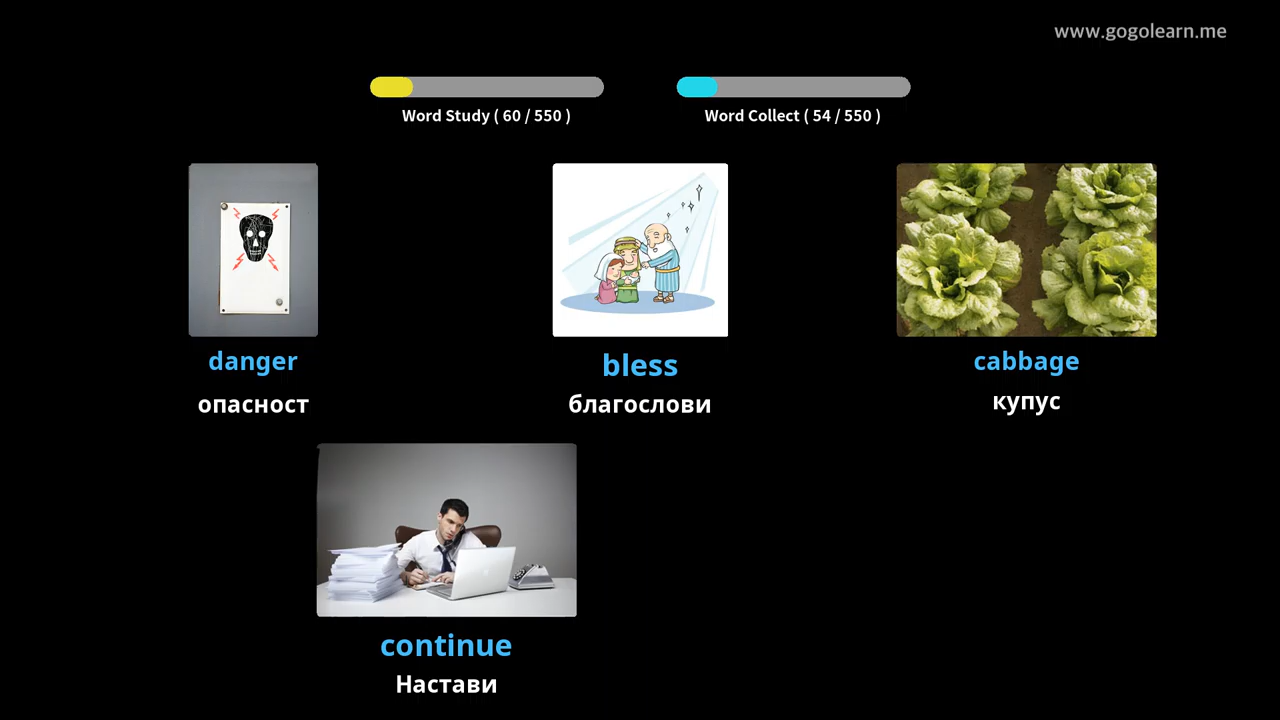 www.gogolearn.me
Word Study ( 60 / 550 )
Word Collect ( 54 / 550 )
danger
опасност
bless
благослови
cabbage
купус
continue
Настави